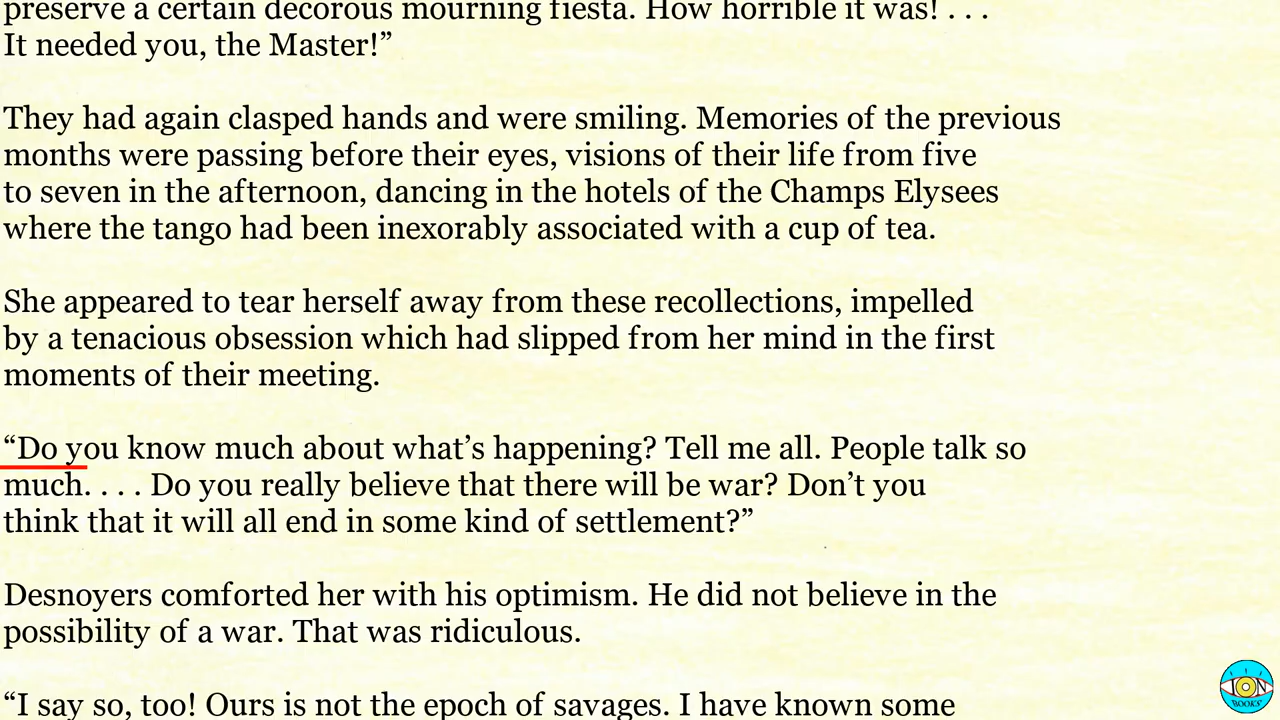 preserve a certain decorous mourning fiesta. How horrible it was! . . .
It needed you, the Master!”
They had again clasped hands and were smiling. Memories of the previous
months were passing before their eyes, visions of their life from five
to seven in the afternoon, dancing in the hotels of the Champs Elysees
where the tango had been inexorably associated with a cup of tea.
She appeared to tear herself away from these recollections, impelled
by a tenacious obsession which had slipped from her mind in the first
moments of their meeting.
“Do you know much about what’s happening? Tell me all. People talk so
much. . . . Do you really believe that there will be war? Don’t you
think that it will all end in some kind of settlement?”
Desnoyers comforted her with his optimism. He did not believe in the
possibility of a war. That was ridiculous.
“I say so, too! Ours is not the epoch of savages. I have known some
ION
BOOKS